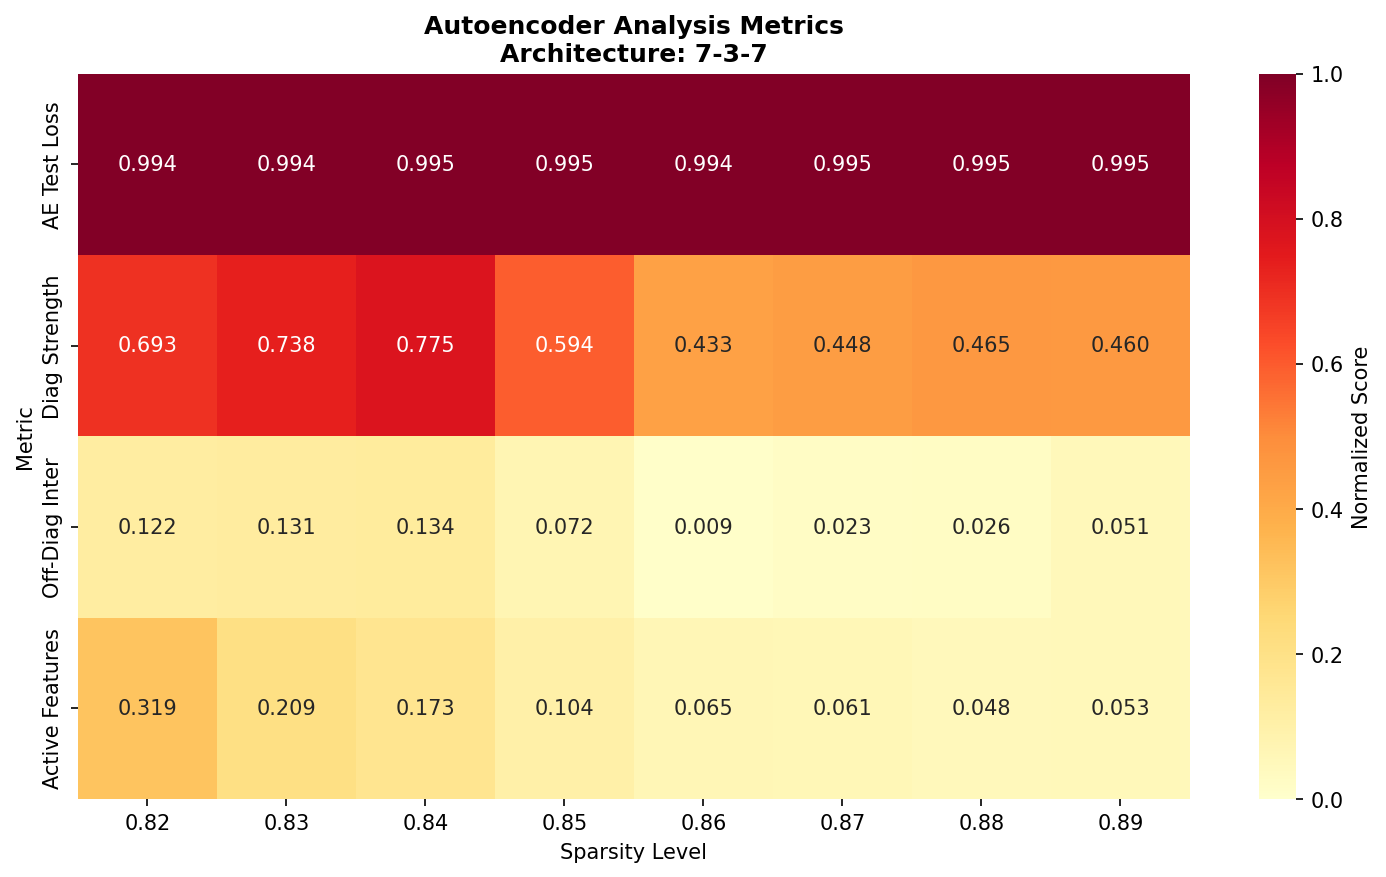 Autoencoder Analysis Metrics
Architecture: 7-3-7
Metric
AE Test Loss
0.994 0.994 0.995 0.995 0.994 0.995 0.995 0.995
Diag Strength
0.693 0.738 0.775 0.594 0.433 0.448 0.465 0.460
Off-Diag Inter
0.122 0.131 0.134 0.072 0.009 0.023 0.026 0.051
Active Features
0.319 0.209 0.173 0.104 0.065 0.061 0.048 0.053
0.82 0.83 0.84 0.85 0.86 0.87 0.88 0.89
Sparsity Level
1.0
0.8
0.6
0.4
0.2
0.0
Normalized Score